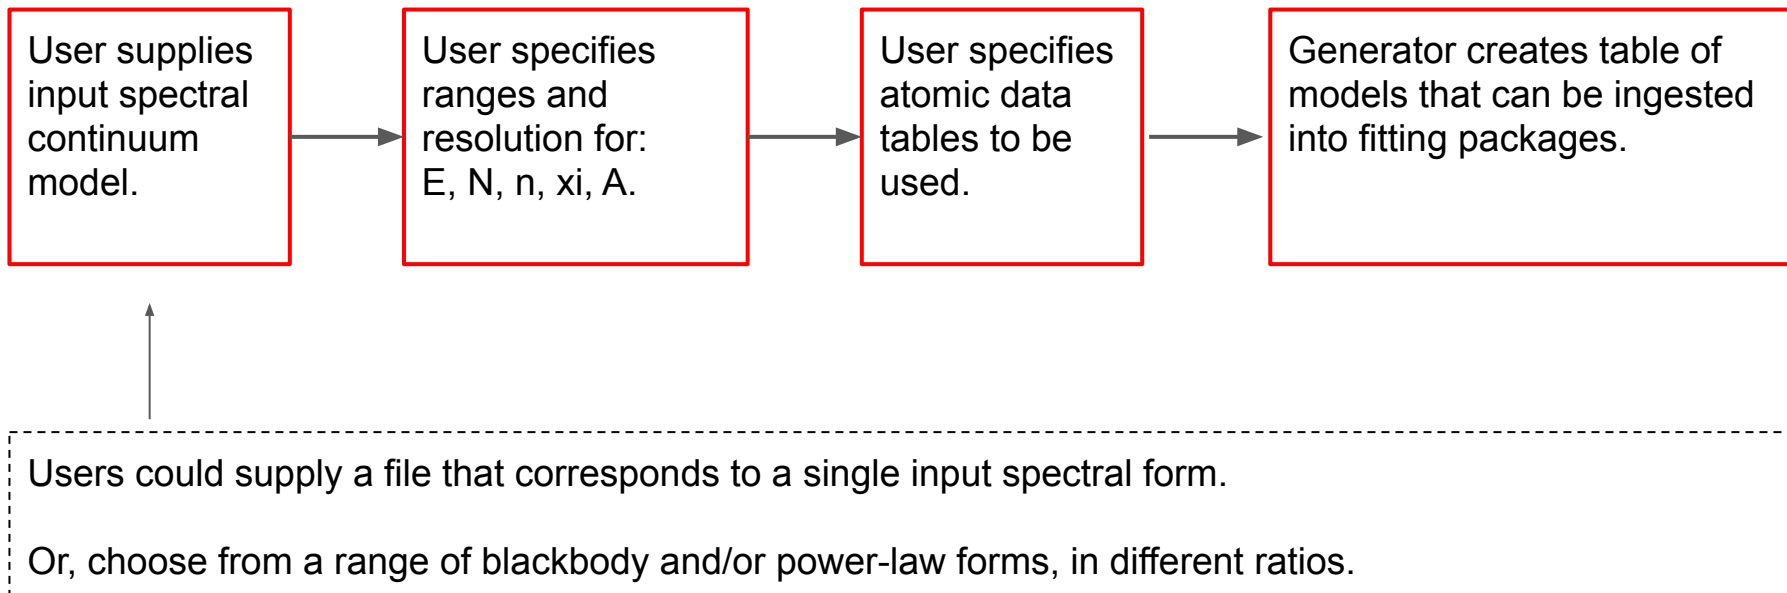 User supplies
input spectral
continuum
model.
User specifies
ranges and
resolution for:
E, N, n, xi, A.
User specifies
atomic data
tables to be
used.
Generator creates table of
models that can be ingested
into fitting packages.
Users could supply a file that corresponds to a single input spectral form.
Or, choose from a range of blackbody and/or power-law forms, in different ratios.